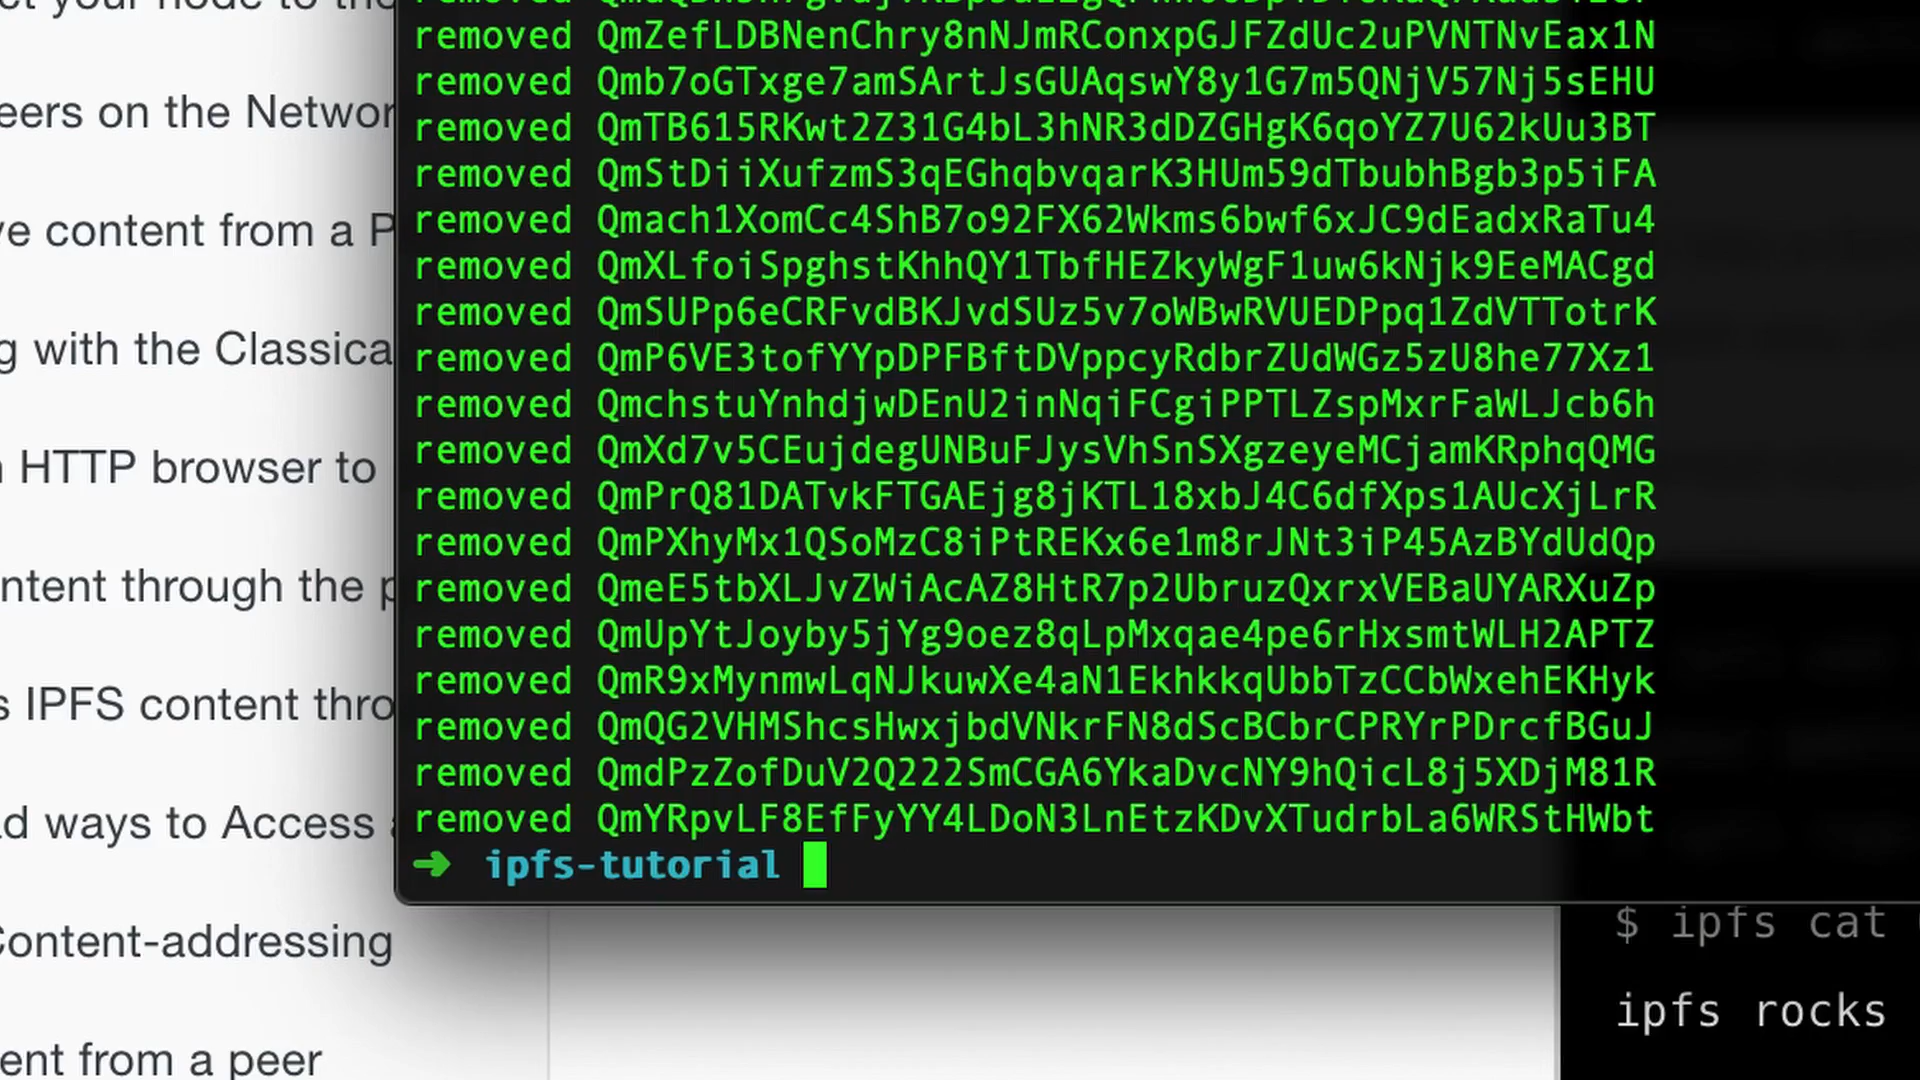 eers on the Networ
ve content from a P
g with the Classica
HTTP browser to
ntent through the p
s IPFS content thro
d ways to Access
Content-addressing
ent from a peer
removed QmZefLDBNenChry8nNJmRConxpGJFZdUc2uPVNTNvEax1N
removed Qmb7oGTxge7amSArtJsGUAqswY8y1G7m5QNjV57Nj5sEHU
removed QmTB615RKwt2Z31G4bL3hNR3dDZGHgK6qoYZ7U62kUu3BT
removed QmStDiiXufzmS3qEGhqbvqarK3HUm59dTbubhBgb3p5iFA
removed Qmach1XomCc4ShB7o92FX62Wkms6bwf6xJC9dEadxRaTu4
removed QmXLfoiSpghstKhhQY1TbfHEZkyWgF1uw6kNjk9EeMACgd
removed QmSUPp6eCRFvdBKJvdSUz5v7oWBwRVUEDPpq1ZdVTTotrK
removed QmP6VE3tofYYpDPFBftDVppcyRdbrZUdWGz5zU8he77Xz1
removed QmchstuYnhdjwDEnU2inNqiFCgiPPTLZspMxrFaWLJcb6h
removed QmXd7v5CEujdegUNBuFJysVhSnSXgzeyeMCjamKRphqQMG
removed QmPrQ81DATvkFTGAEjg8jKTL18xbJ4C6dfXps1AUcXjLrR
removed QmPXhyMx1QSoMzC8iPtREKx6e1m8rJNt3iP45AzBYdUdQp
removed QmeE5tbXLJvZWiAcAZ8HtR7p2UbruzQxrxVEBaUYARXuZp
removed QmUpYtJoyby5jYg9oez8qLpMxqae4pe6rHxsmtWLH2APTZ
removed QmR9xMynmwLqNJkuwXe4aN1EkhkkqUbbTzCCbWxehEKHyk
removed QmQG2VHMShcsHwxjbdVNkrFN8dScBCbrCPRYrPDrcfBGuJ
removed QmdPzZofDuV2Q222SmCGA6YkaDvcNY9hQicL8j5XDjM81R
removed QmYRpvLF8EfFyYY4LDoN3LnEtzKDvXTudrbLa6WRStHWbt
➜ ipfs-tutorial
$ ipfs cat
ipfs rocks